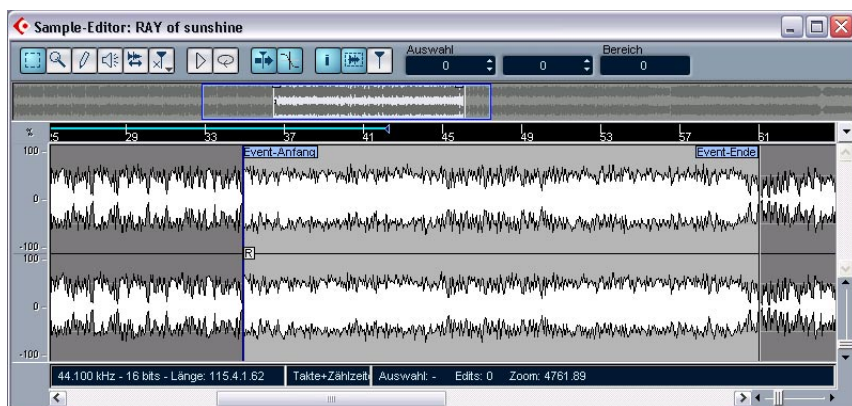 Sample-Editor: RAY of sunshine
Auswahl Bereich
0 0 0
% 25 29 33 37 41 45 49 53 57 61
Event-Anfang Event-Ende
100
0
-100
R
100
0
-100
44.100 kHz - 16 bits - Länge: 115.4.1.62 Takte+Zählzeit Auswahl: - Edits: 0 Zoom: 4761.89